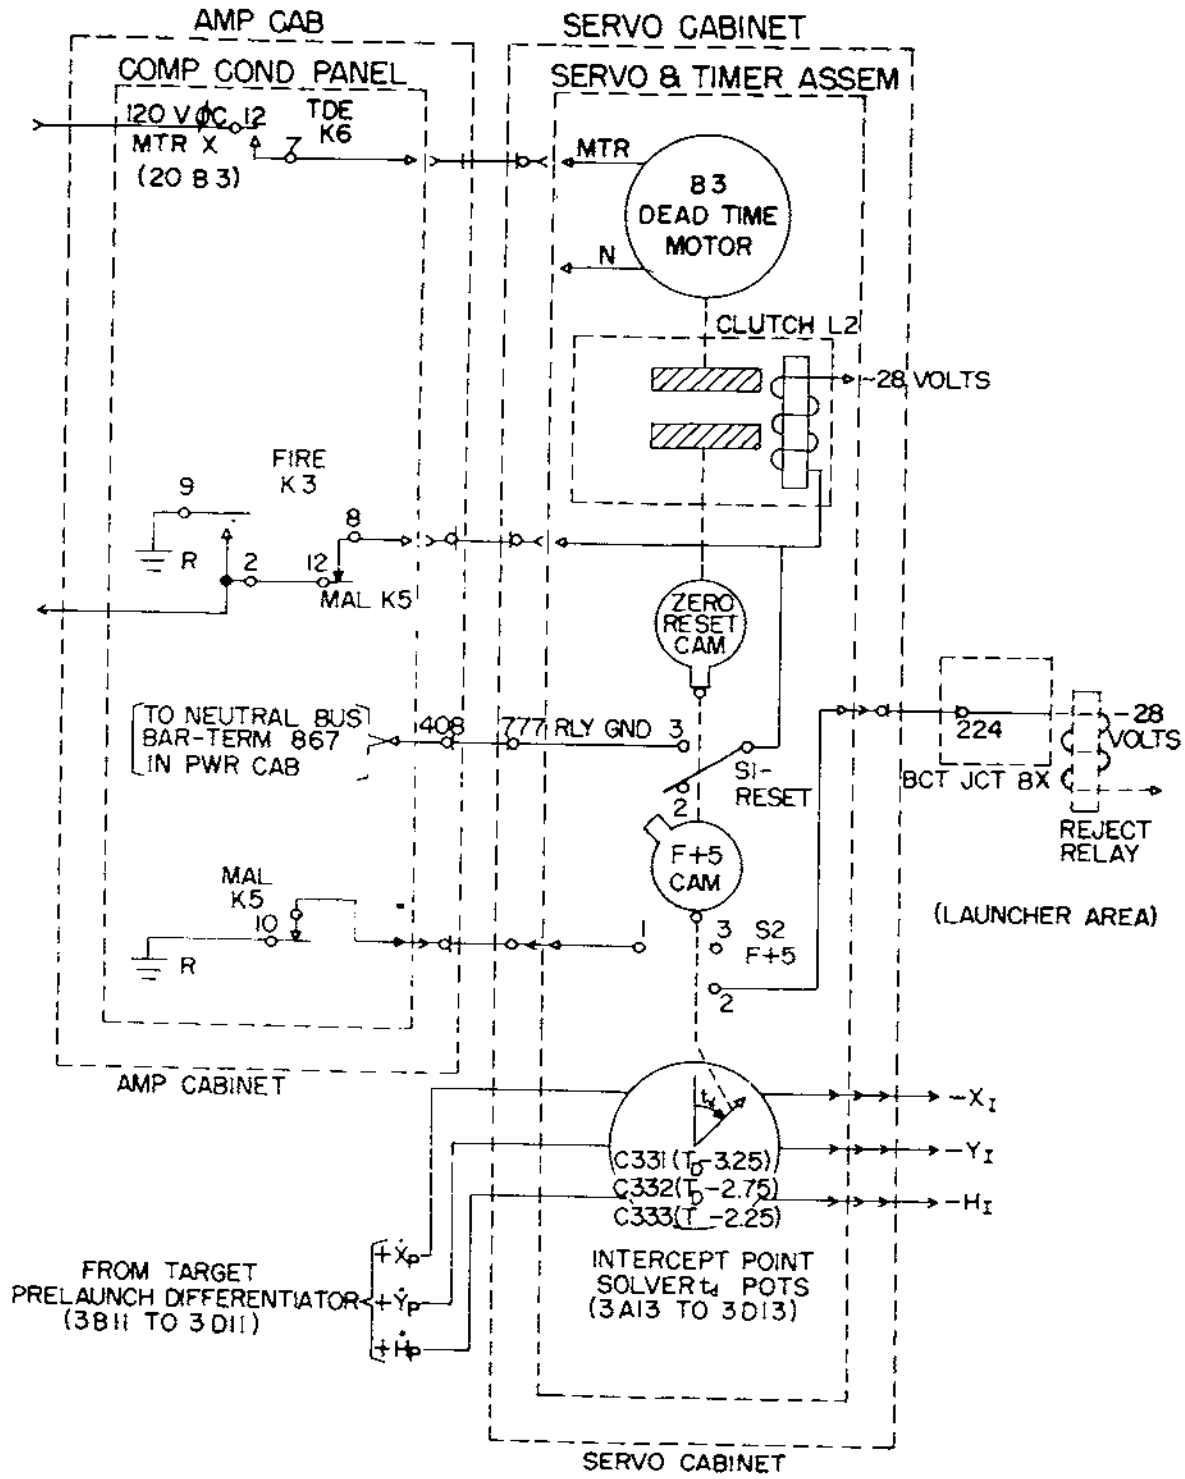 AMP CAB
SERVO CABINET
COMP COND PANEL
SERVO & TIMER ASSEM
120 V φC 12
TDE
K6
MTR X
7
(20 B3)
MTR
B3
DEAD TIME
MOTOR
N
CLUTCH L2
-28 VOLTS
FIRE
K3
9
8
R
2
12
MAL K5
ZERO
RESET
CAM
TO NEUTRAL BUS
BAR-TERM 867
IN PWR CAB
408
777
RLY GND
3
S1-
RESET
2
224
-28
VOLTS
BCT JCT BX
REJECT
RELAY
F+5
CAM
MAL
K5
10
R
1
3
S2
F+5
2
(LAUNCHER AREA)
AMP CABINET
td
-XI
-YI
-HI
C331(TD-3.25)
C332(TD-2.75)
C333(T -2.25)
INTERCEPT POINT
SOLVER td POTS
(3A13 TO 3D13)
FROM TARGET
PRELAUNCH DIFFERENTIATOR
(3B11 TO 3D11)
+Ẋp
+Ẏp
+Ḣp
SERVO CABINET